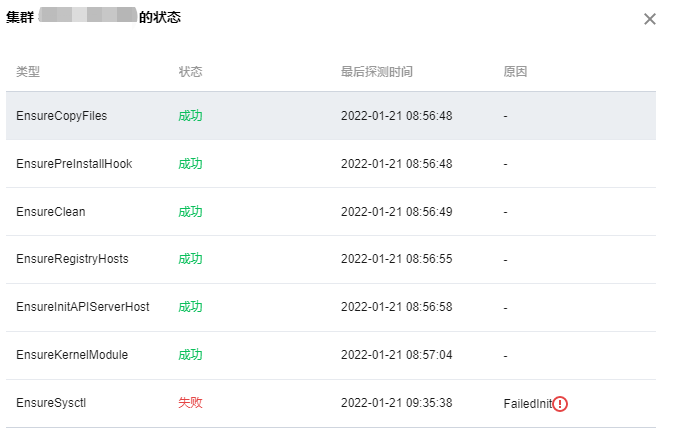 集群 的状态
类型 状态 最后探测时间 原因
EnsureCopyFiles 成功 2022-01-21 08:56:48 -
EnsurePreInstallHook 成功 2022-01-21 08:56:48 -
EnsureClean 成功 2022-01-21 08:56:49 -
EnsureRegistryHosts 成功 2022-01-21 08:56:55 -
EnsureInitAPIServerHost 成功 2022-01-21 08:56:58 -
EnsureKernelModule 成功 2022-01-21 08:57:04 -
EnsureSysctl 失败 2022-01-21 09:35:38 FailedInit